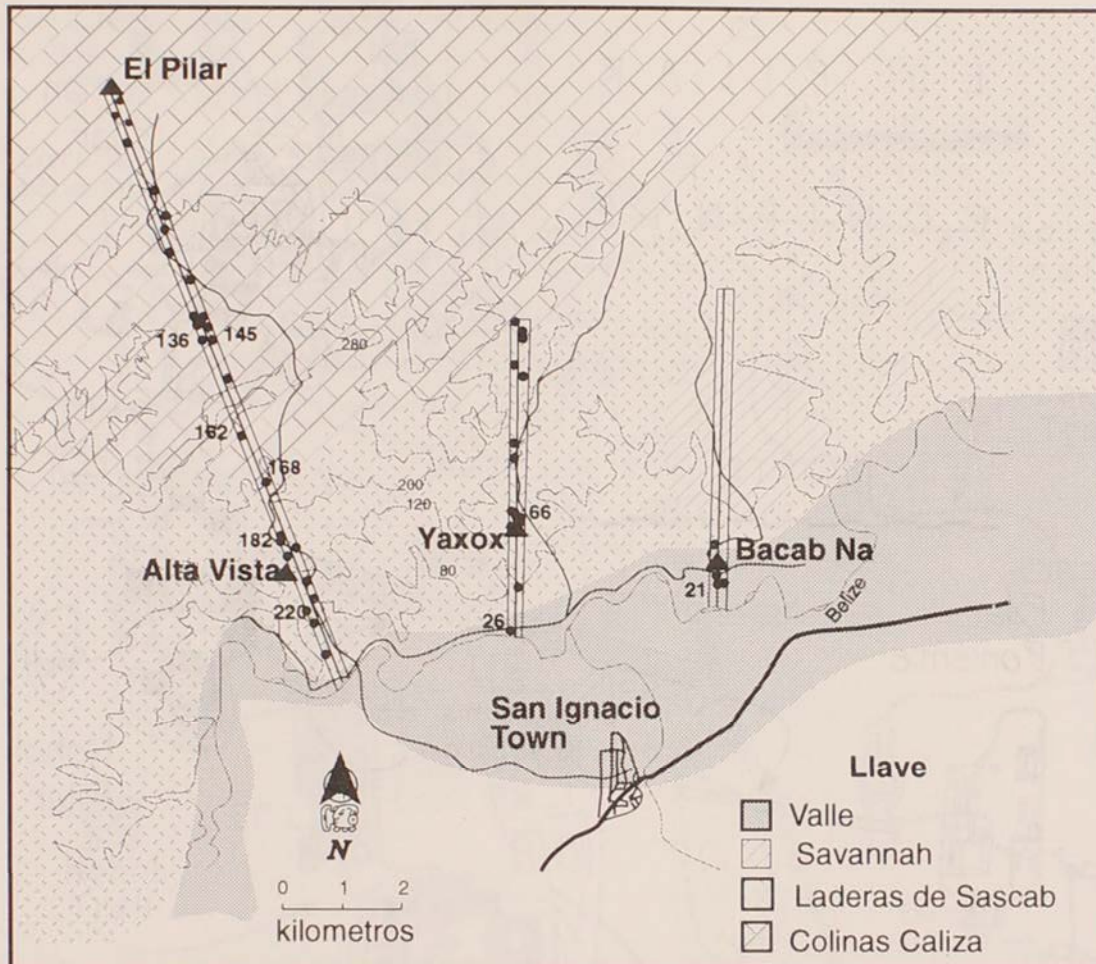 El Pilar
136
145
280
162
168
200
120
66
182
Yaxox
Alta Vista
80
Bacab Na
21
220
26
Belize
San Ignacio
Town
N
0 1 2
kilometros
Llave
Valle
Savannah
Laderas de Sascab
Colinas Caliza